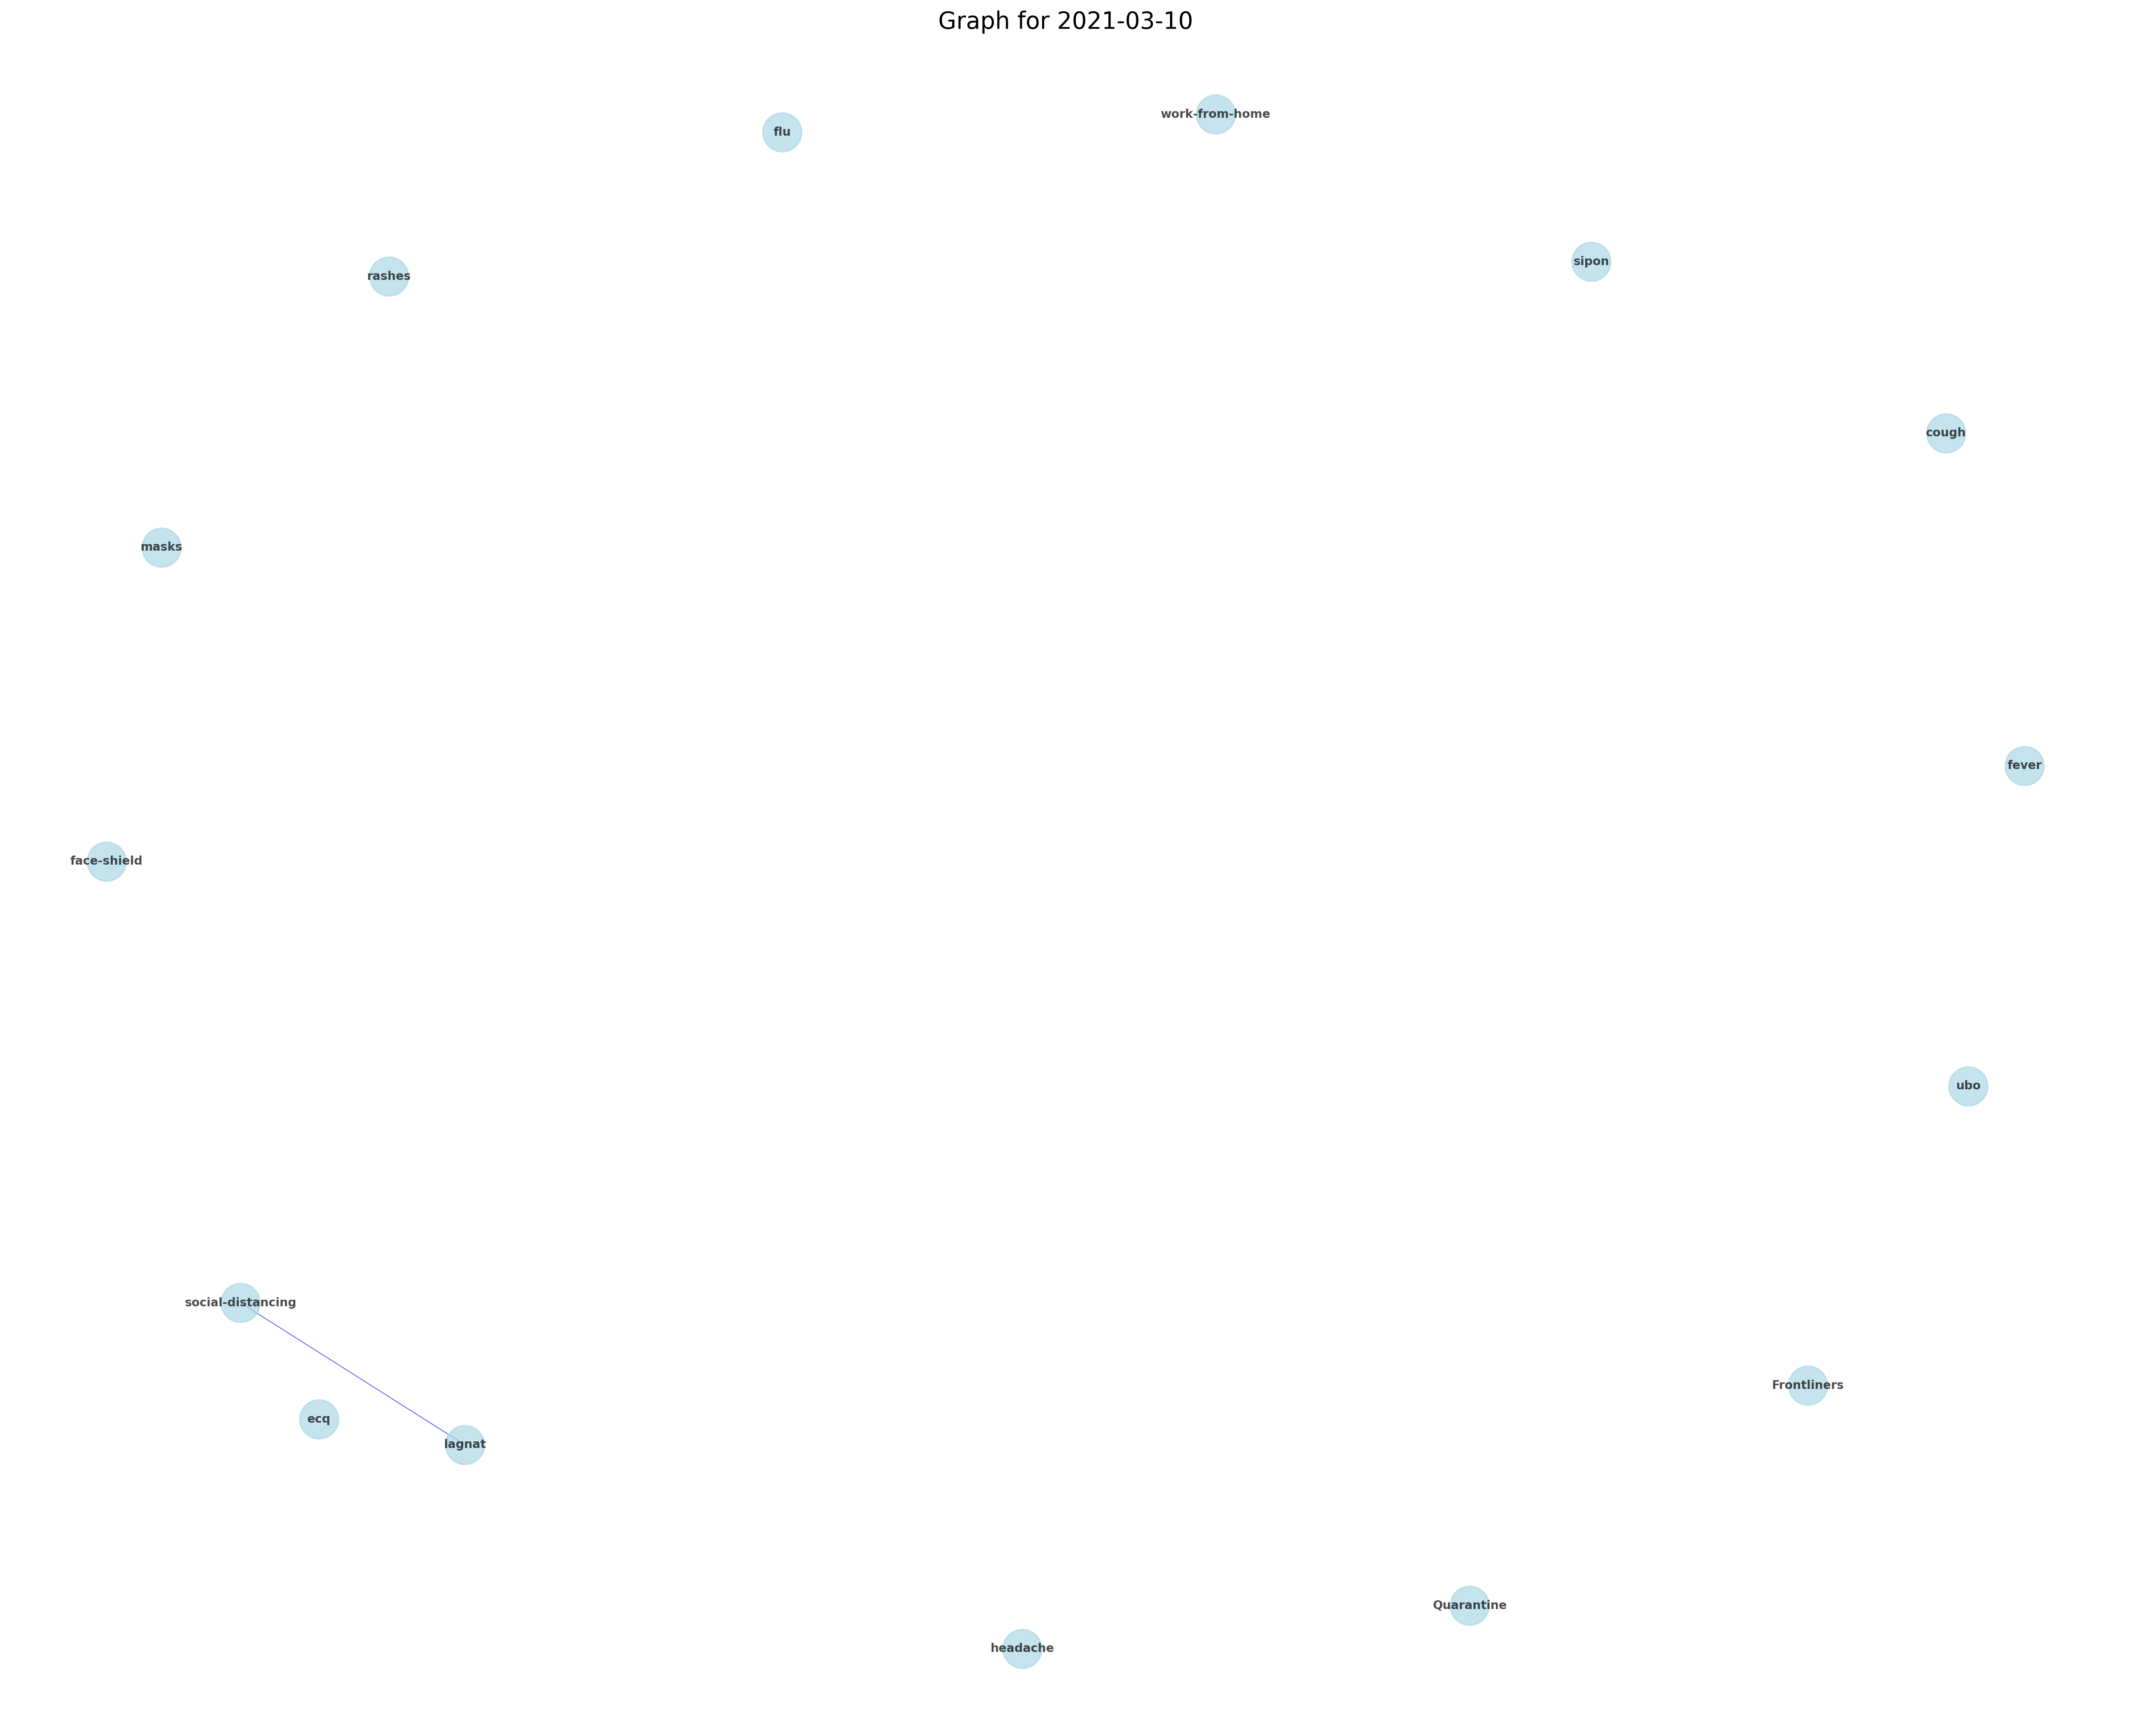 Graph for 2021-03-10
work-from-home
flu
sipon
rashes
cough
masks
fever
face-shield
ubo
social-distancing
Frontliners
ecq
lagnat
Quarantine
headache